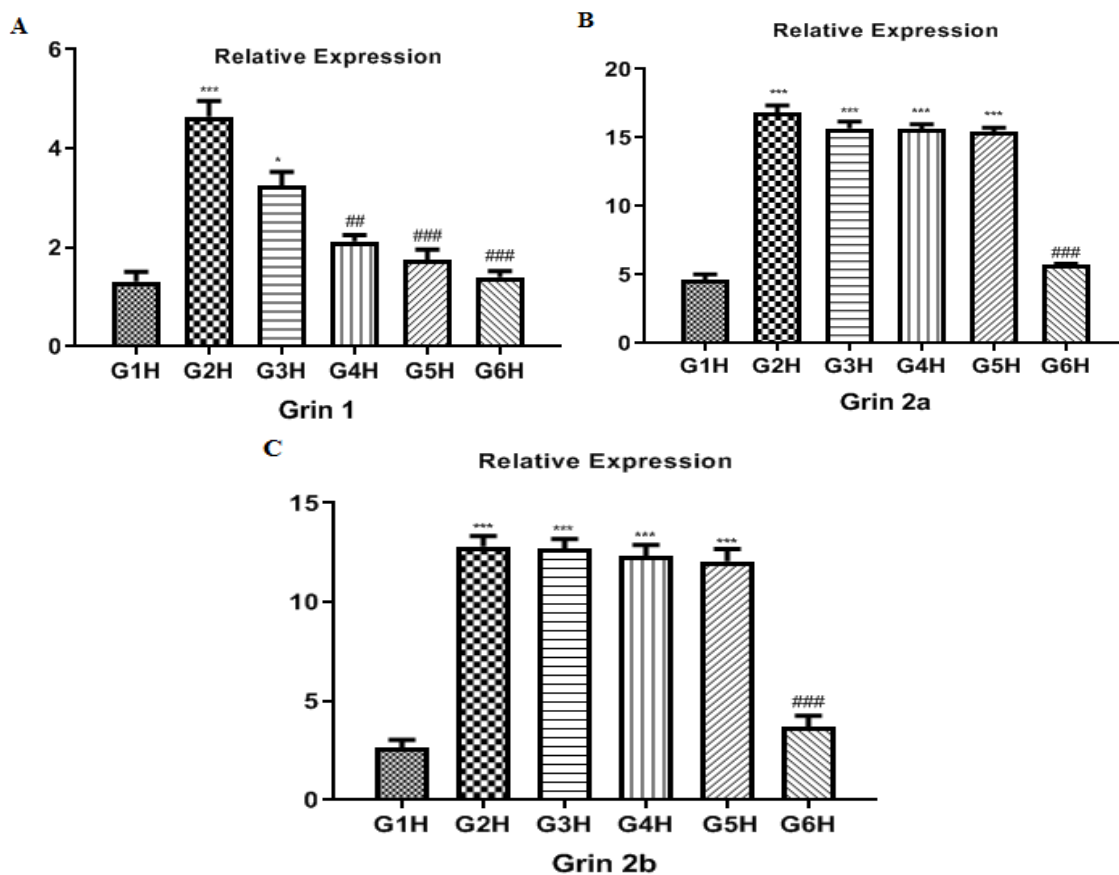 A
Relative Expression
6
4
2
0
***
*
##
###
###
G1H G2H G3H G4H G5H G6H
Grin 1
B
Relative Expression
20
15
10
5
0
***
***
***
***
###
G1H G2H G3H G4H G5H G6H
Grin 2a
C
Relative Expression
15
10
5
0
***
***
***
***
###
G1H G2H G3H G4H G5H G6H
Grin 2b